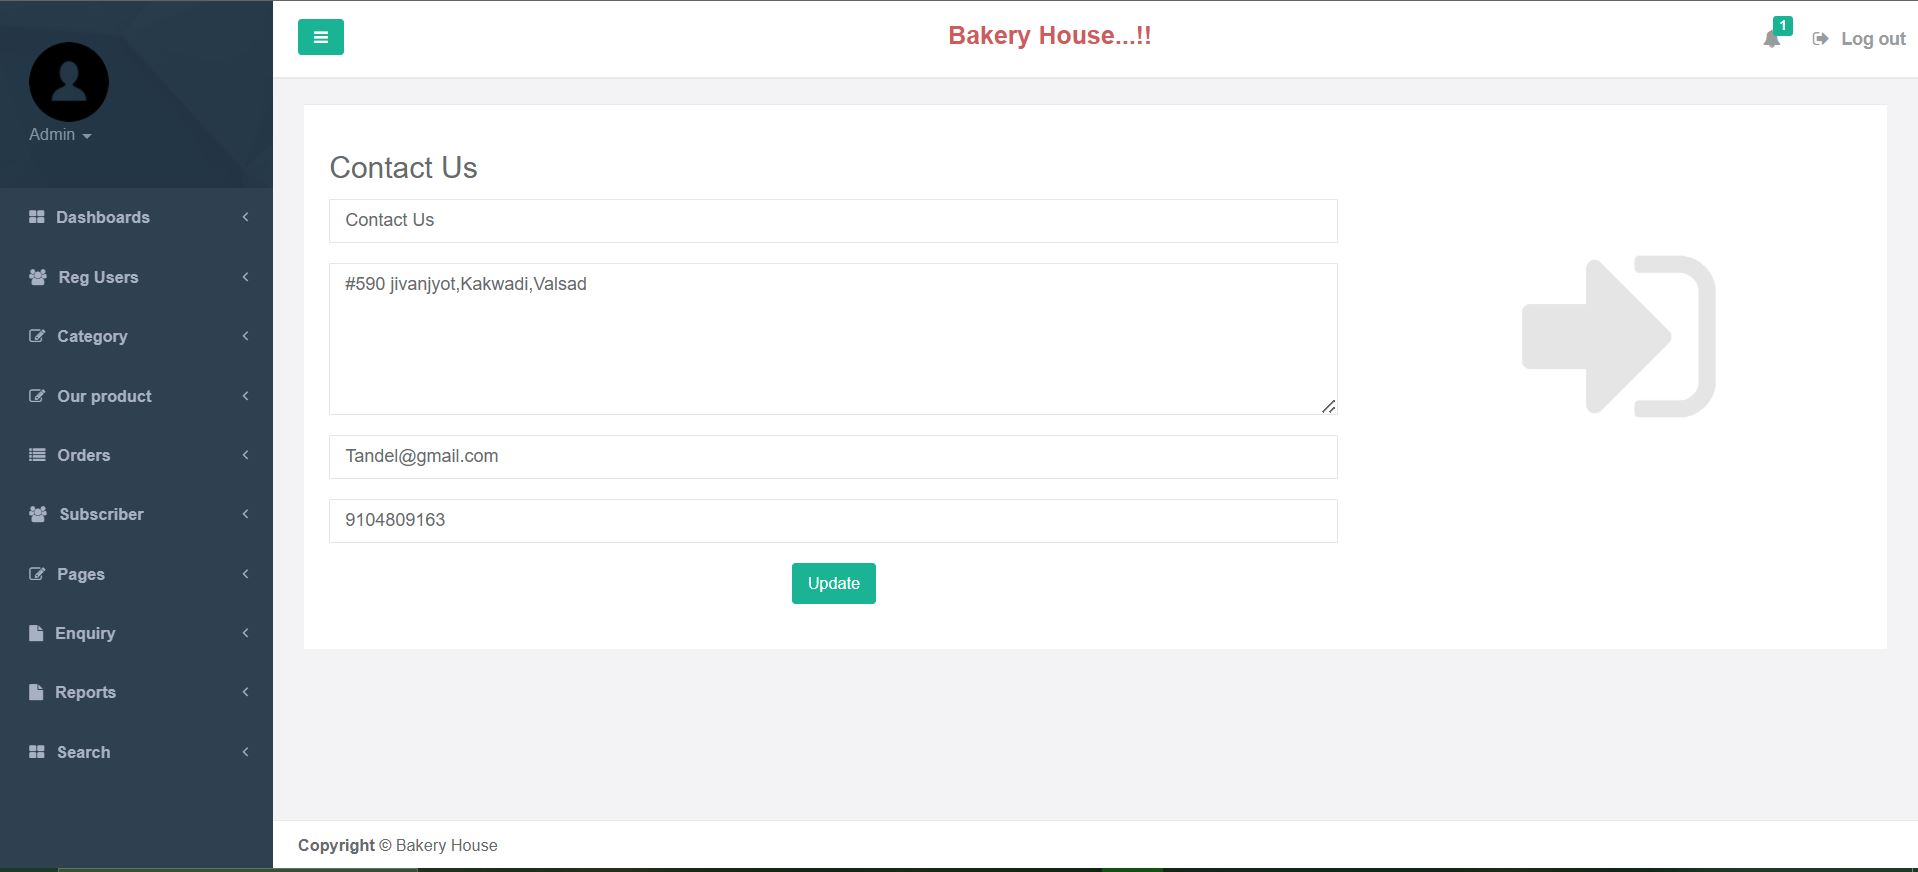 Bakery House...!!
1
Log out
Admin
Dashboards
Reg Users
Category
Our product
Orders
Subscriber
Pages
Enquiry
Reports
Search
Contact Us
Contact Us
#590 jivanjyot,Kakwadi,Valsad
Tandel@gmail.com
9104809163
Update
Copyright © Bakery House